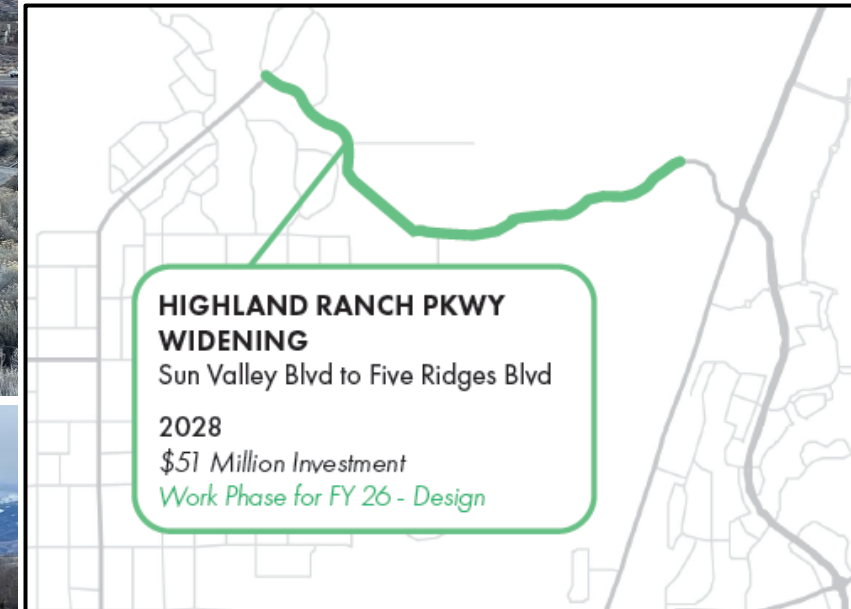 HIGHLAND RANCH PKWY
WIDENING
Sun Valley Blvd to Five Ridges Blvd
2028
$51 Million Investment
Work Phase for FY 26 - Design